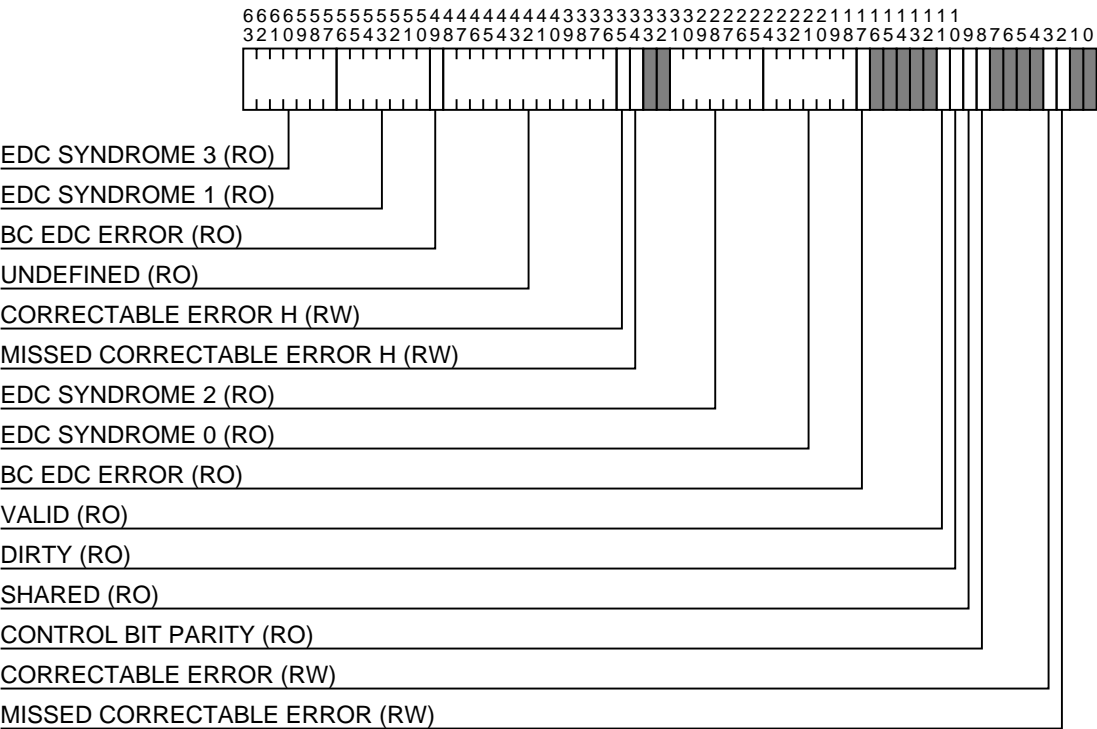 666655555555554444444444333333333322222222221111111111
3210987654321098765432109876543210987654321098765432109876543210
EDC SYNDROME 3 (RO)
EDC SYNDROME 1 (RO)
BC EDC ERROR (RO)
UNDEFINED (RO)
CORRECTABLE ERROR H (RW)
MISSED CORRECTABLE ERROR H (RW)
EDC SYNDROME 2 (RO)
EDC SYNDROME 0 (RO)
BC EDC ERROR (RO)
VALID (RO)
DIRTY (RO)
SHARED (RO)
CONTROL BIT PARITY (RO)
CORRECTABLE ERROR (RW)
MISSED CORRECTABLE ERROR (RW)